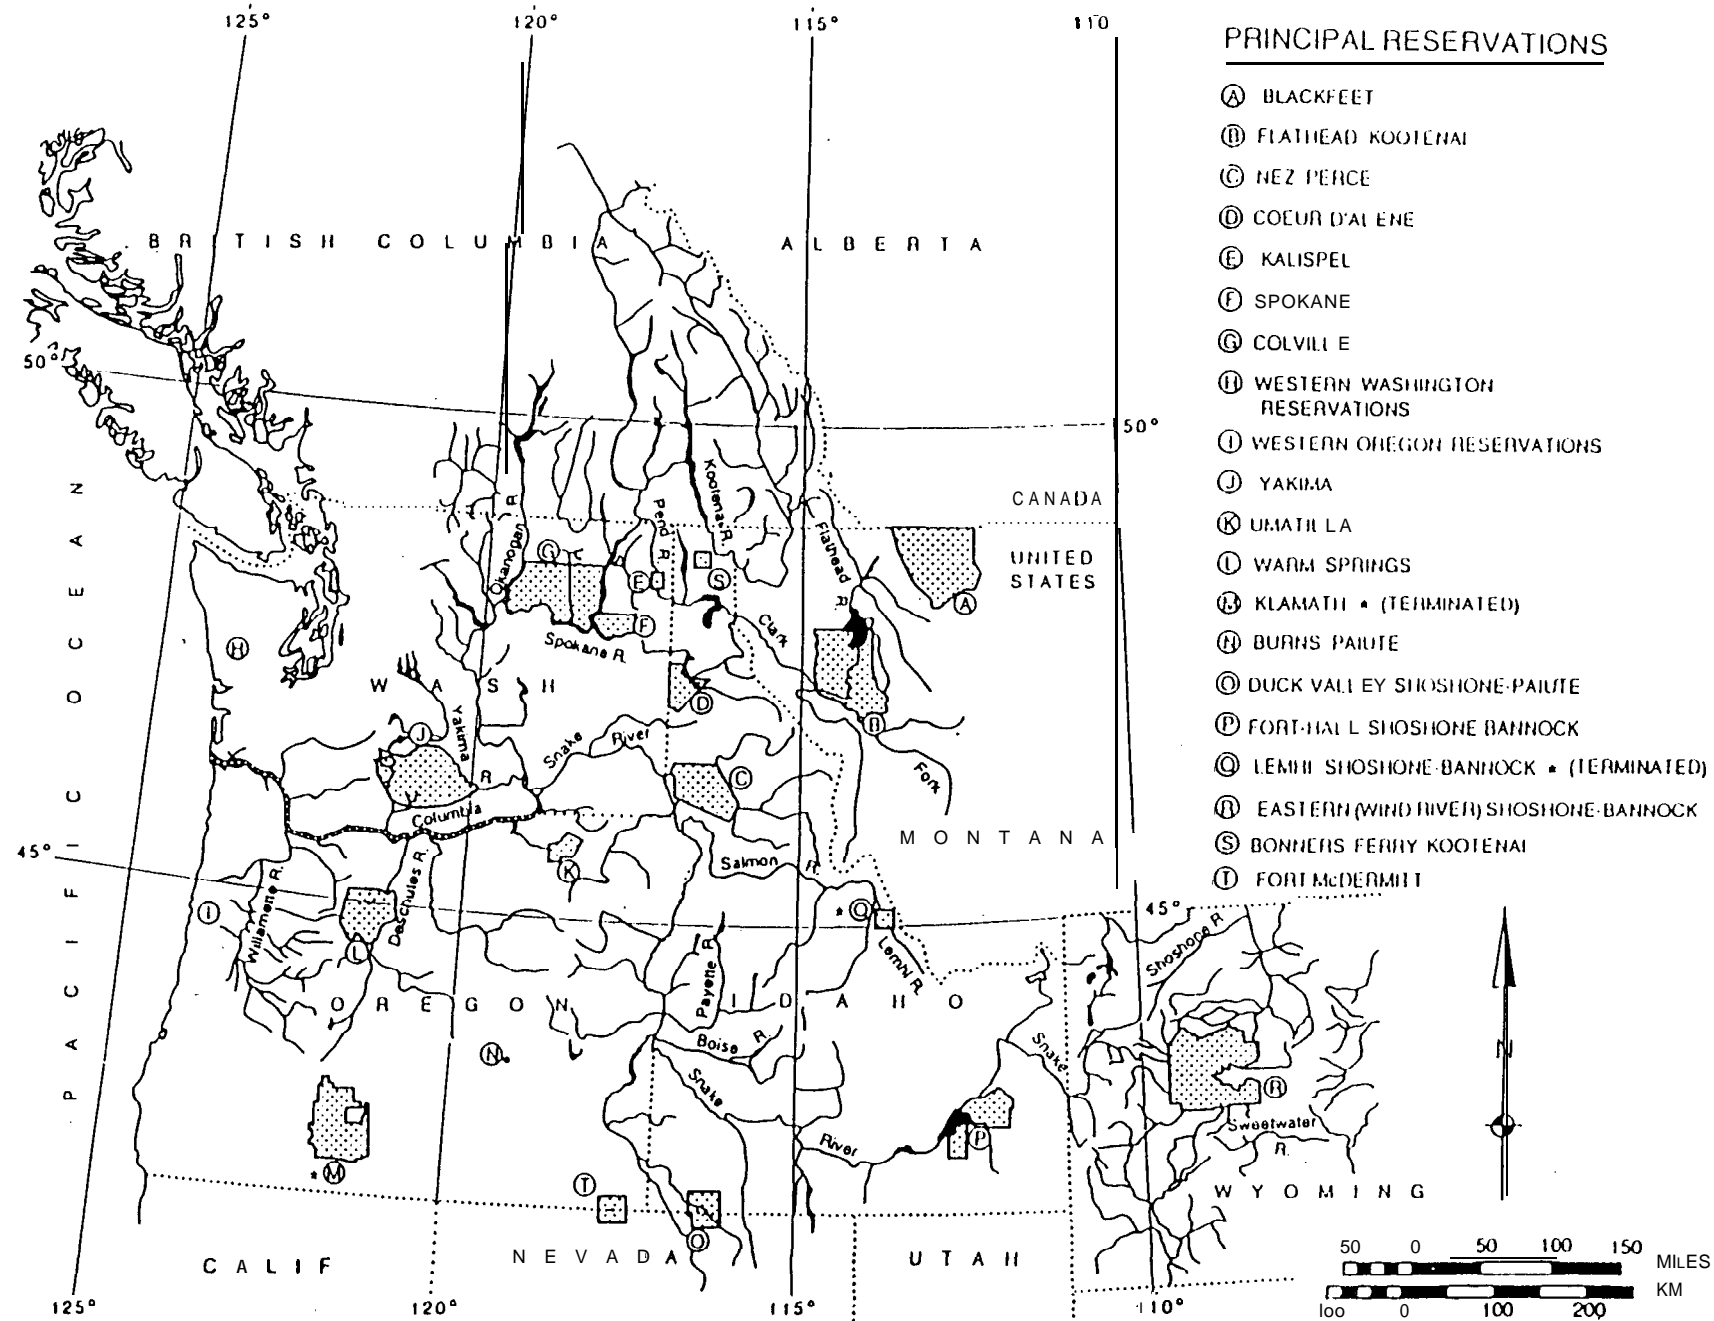 125°
120°
115°
110
PRINCIPAL RESERVATIONS
A BLACKFEET
B FLATHEAD KOOTENAI
C NEZ PERCE
D COEUR D'ALENE
E KALISPEL
F SPOKANE
G COLVILLE
H WESTERN WASHINGTON
RESERVATIONS
I WESTERN OREGON RESERVATIONS
J YAKIMA
K UMATILLA
L WARM SPRINGS
M KLAMATH * (TERMINATED)
N BURNS PAIUTE
O DUCK VALLEY SHOSHONE-PAIUTE
P FORT-HALL SHOSHONE BANNOCK
Q LEMHI SHOSHONE-BANNOCK * (TERMINATED)
R EASTERN (WIND RIVER) SHOSHONE-BANNOCK
S BONNERS FERRY KOOTENAI
T FORT McDERMITT
BRITISH COLUMBIA
ALBERTA
50°
50°
CANADA
UNITED
STATES
PACIFIC OCEAN
Okanogan R
Pend R.
Kootenai R.
Flathead R
G
E
S
A
F
Spokane R.
Clark
Fork
H
WASH
D
B
J
Yakima
R
Snake River
C
Columbia
MONTANA
45°
K
Salmon R.
I
Willamette R.
Deschutes R.
L
* Q
Lemhi R.
45°
Shoshone R
OREGON
Payette R
IDAHO
N
Boise R
Snake
Snake
River
R
Sweetwater
R.
P
* M
T
O
WYOMING
N
CALIF
NEVADA
UTAH
50 0 50 100 150
MILES
KM
100 0 100 200
125°
120°
115°
110°